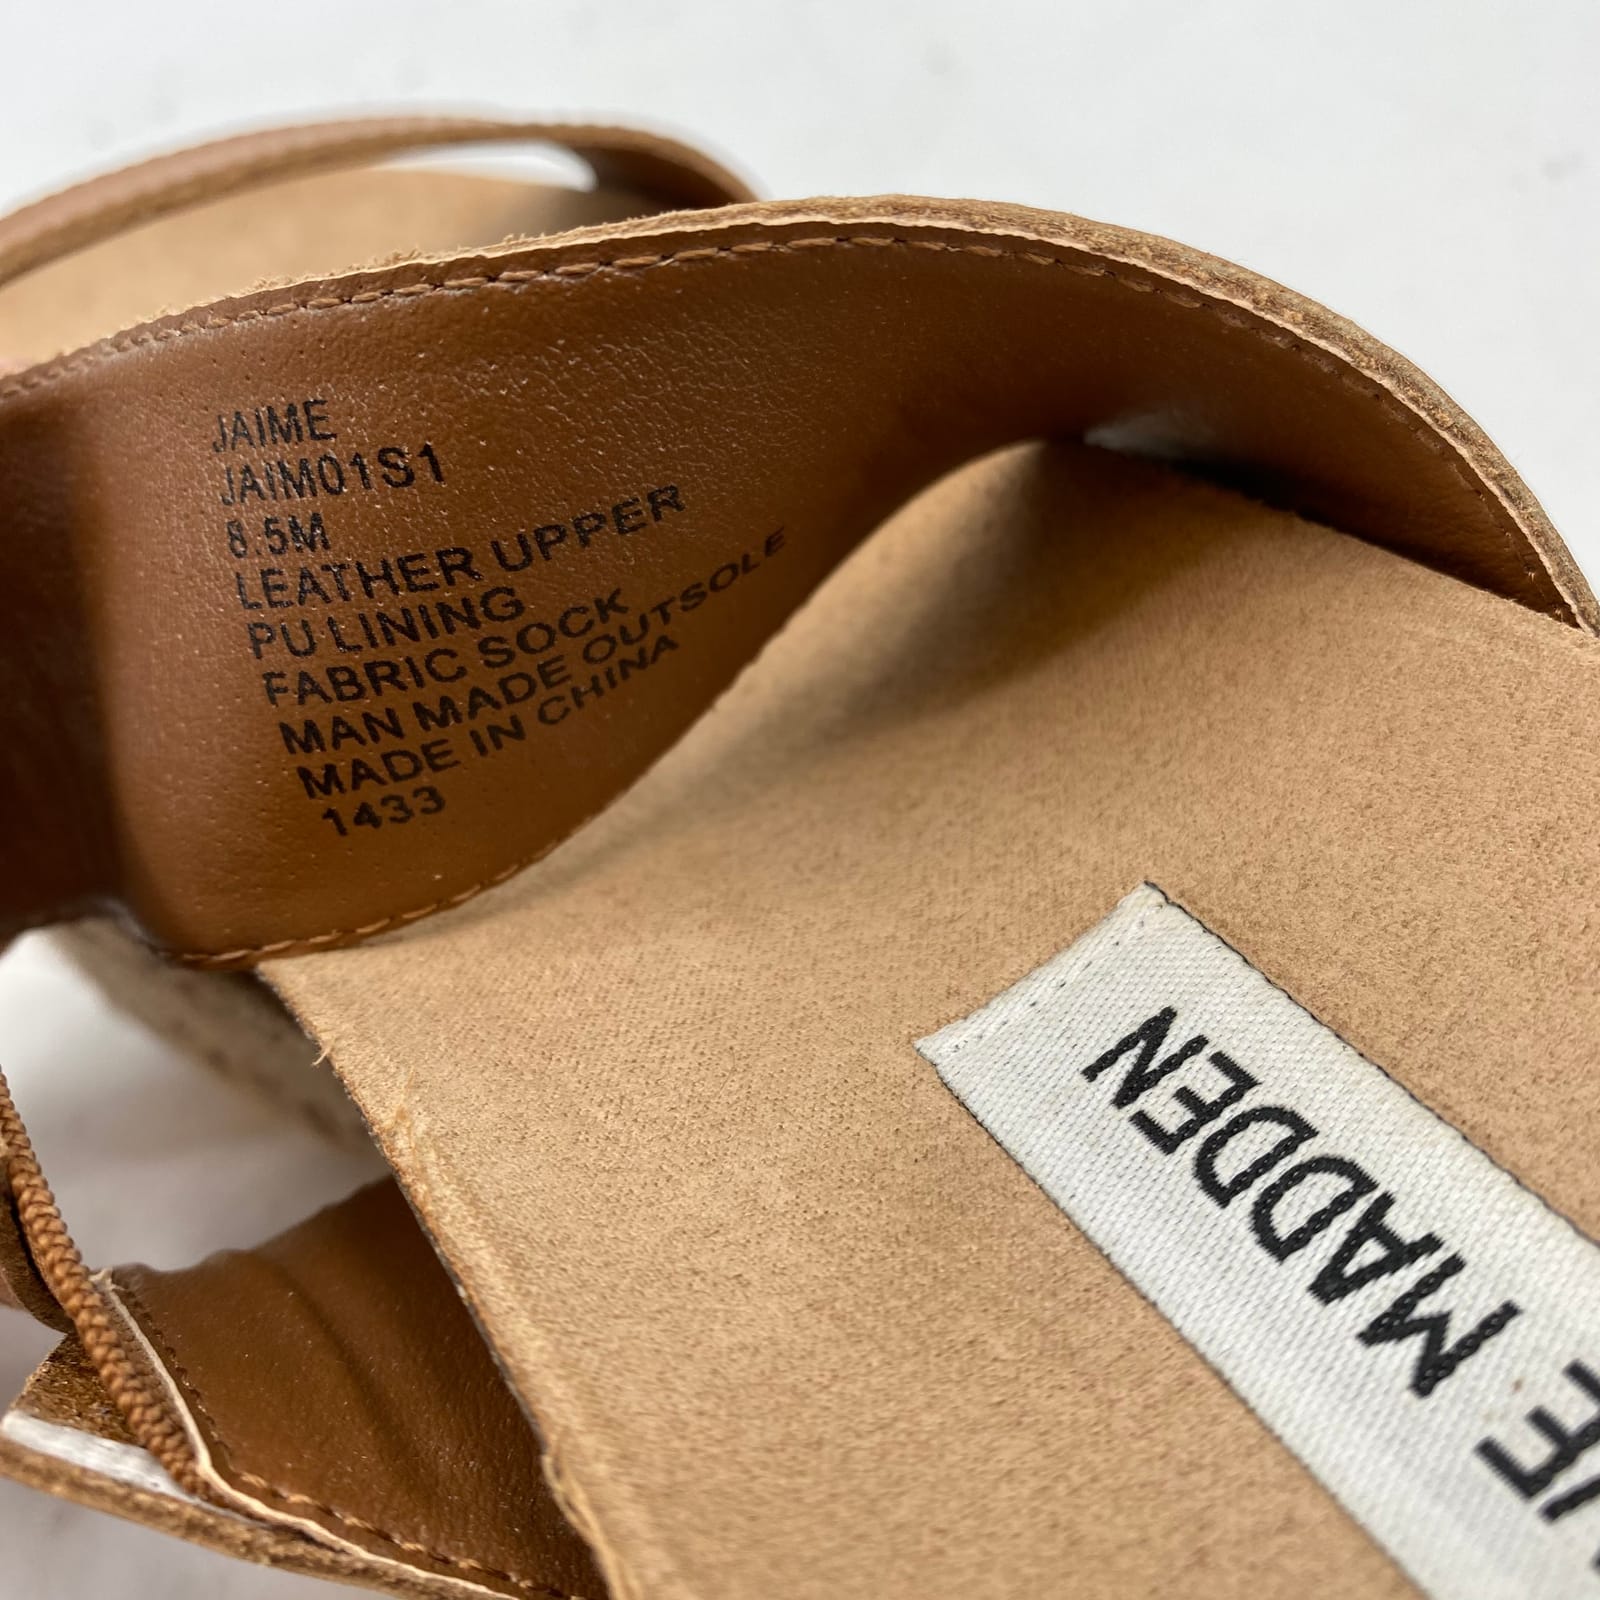 JAIME
JAIM01S1
8.5M
LEATHER UPPER
PU LINING
FABRIC SOCK
MAN MADE OUTSOLE
MADE IN CHINA
1433
MADDEN